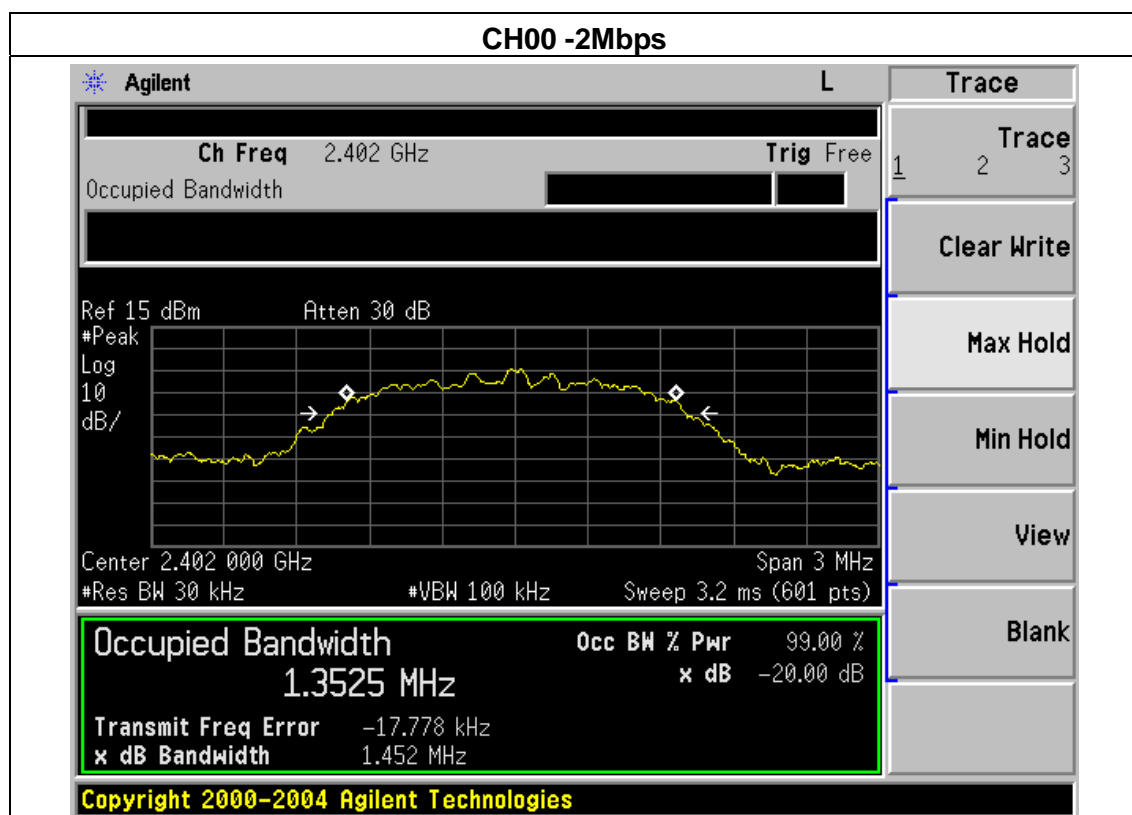 CH00 -2Mbps
Agilent L Trace
Ch Freq 2.402 GHz Trig Free
Occupied Bandwidth
Trace
1 2 3
Clear Write
Max Hold
Min Hold
View
Blank
Ref 15 dBm Atten 30 dB
#Peak
Log
10
dB/
Center 2.402 000 GHz Span 3 MHz
#Res BW 30 kHz #VBW 100 kHz Sweep 3.2 ms (601 pts)
Occupied Bandwidth Occ BW % Pwr 99.00 %
1.3525 MHz x dB -20.00 dB
Transmit Freq Error -17.778 kHz
x dB Bandwidth 1.452 MHz
Copyright 2000-2004 Agilent Technologies